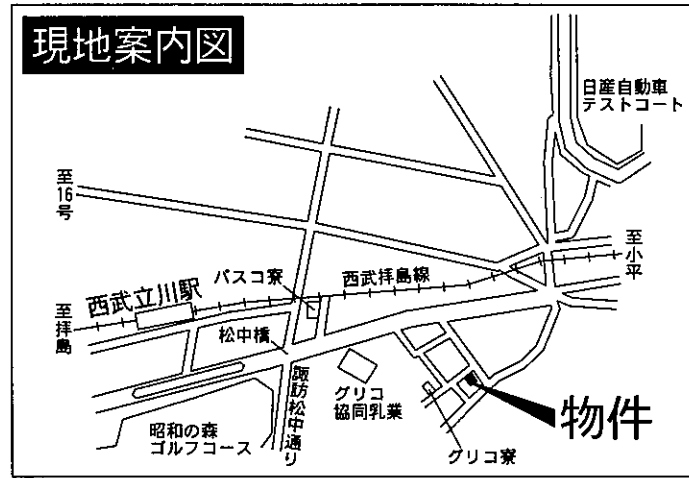 現地案内図
日産自動車
テストコート
至16号
至小平
パスコ寮
西武拝島線
西武立川駅
至拝島
松中橋
諏訪松中通り
グリコ
協同乳業
昭和の森
ゴルフコース
物件
グリコ寮